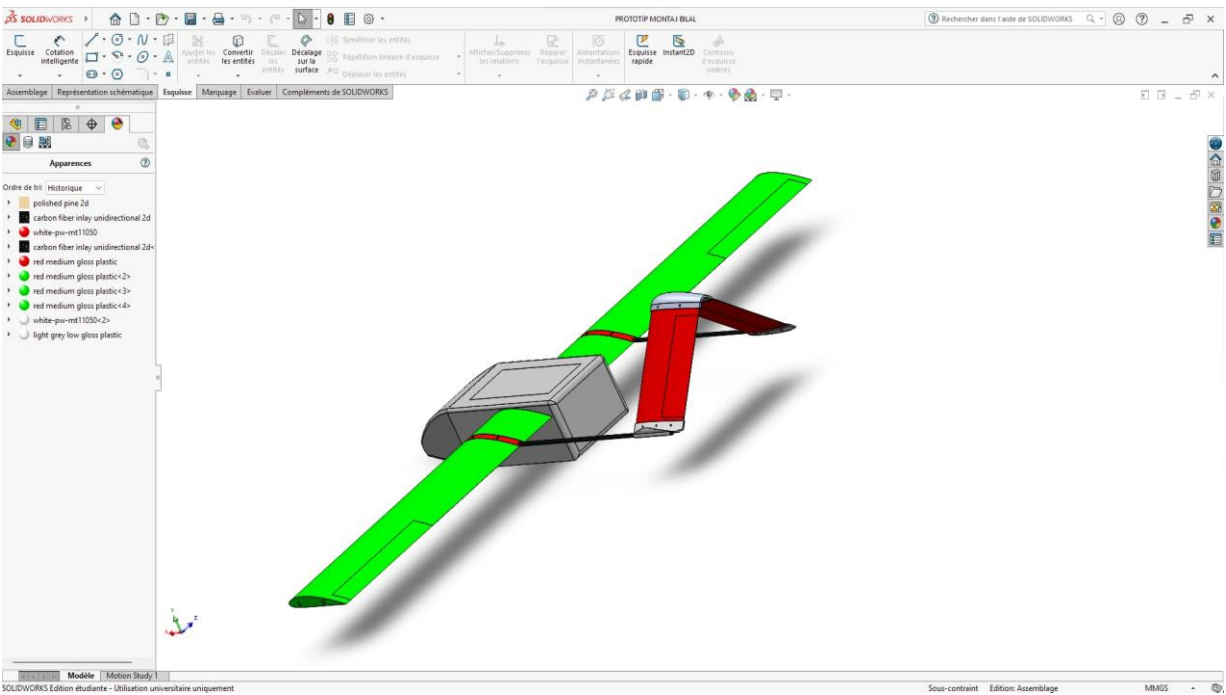 SOLIDWORKS
PROTOTİP MONTAJ BILAL
Rechercher dans l'aide de SOLIDWORKS
Esquisse
Cotation intelligente
Ajuster les entités
Convertir les entités
Décaler les entités
Décalage sur la surface
Symétriser les entités
Répétition linéaire d'esquisse
Déplacer les entités
Afficher/Supprimer les relations
Réparer l'esquisse
Aimantations instantanées
Esquisse rapide
Instant2D
Contours d'esquisse ombrés
Assemblage
Représentation schématique
Esquisse
Marquage
Evaluer
Compléments de SOLIDWORKS
Apparences
Ordre de tri: Historique
polished pine 2d
carbon fiber inlay unidirectional 2d
white-pw-mt11050
carbon fiber inlay unidirectional 2d<
red medium gloss plastic
red medium gloss plastic<2>
red medium gloss plastic<3>
red medium gloss plastic<4>
white-pw-mt11050<2>
light grey low gloss plastic
Y
X
Z
Modèle
Motion Study 1
SOLIDWORKS Edition étudiante - Utilisation universitaire uniquement
Sous-contraint
Edition: Assemblage
MMGS